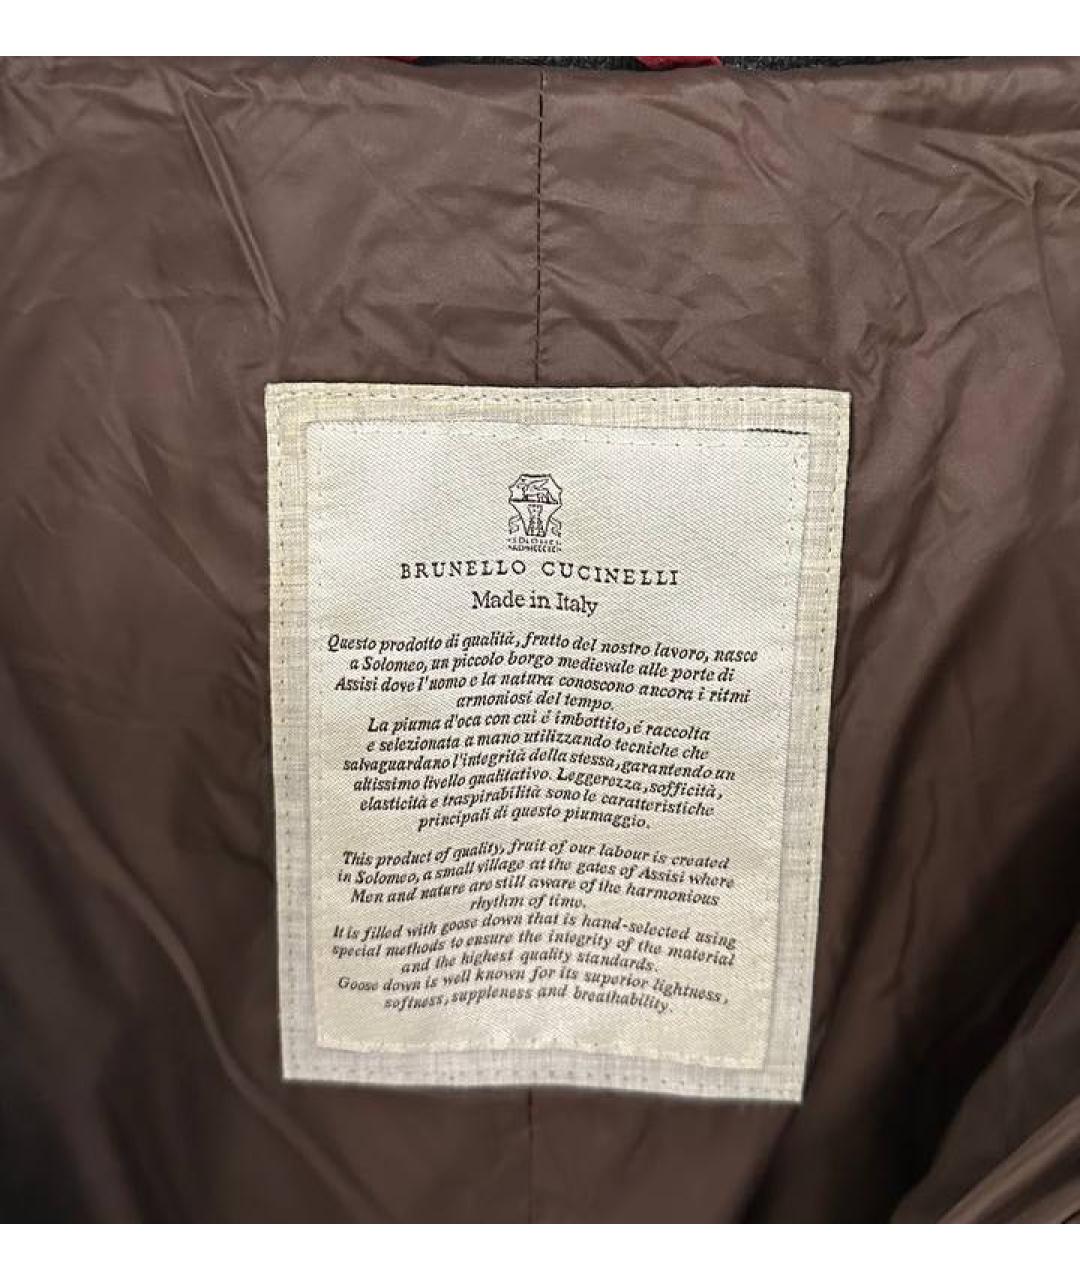 BRUNELLO CUCINELLI
Made in Italy
Questo prodotto di qualità, frutto del nostro lavoro, nasce
a Solomeo, un piccolo borgo medievale alle porte di
Assisi dove l'uomo e la natura conoscono ancora i ritmi
armoniosi del tempo.
La piuma d'oca con cui é imbottito, é raccolta
e selezionata a mano utilizzando tecniche che
salvaguardano l'integrità della stessa, garantendo un
altissimo livello qualitativo. Leggerezza, sofficità,
elasticità e traspirabilità sono le caratteristiche
principali di questo piumaggio.
This product of quality, fruit of our labour is created
in Solomeo, a small village at the gates of Assisi where
Men and nature are still aware of the harmonious
rhythm of time.
It is filled with goose down that is hand-selected using
special methods to ensure the integrity of the material
and the highest quality standards.
Goose down is well known for its superior lightness,
softness, suppleness and breathability.